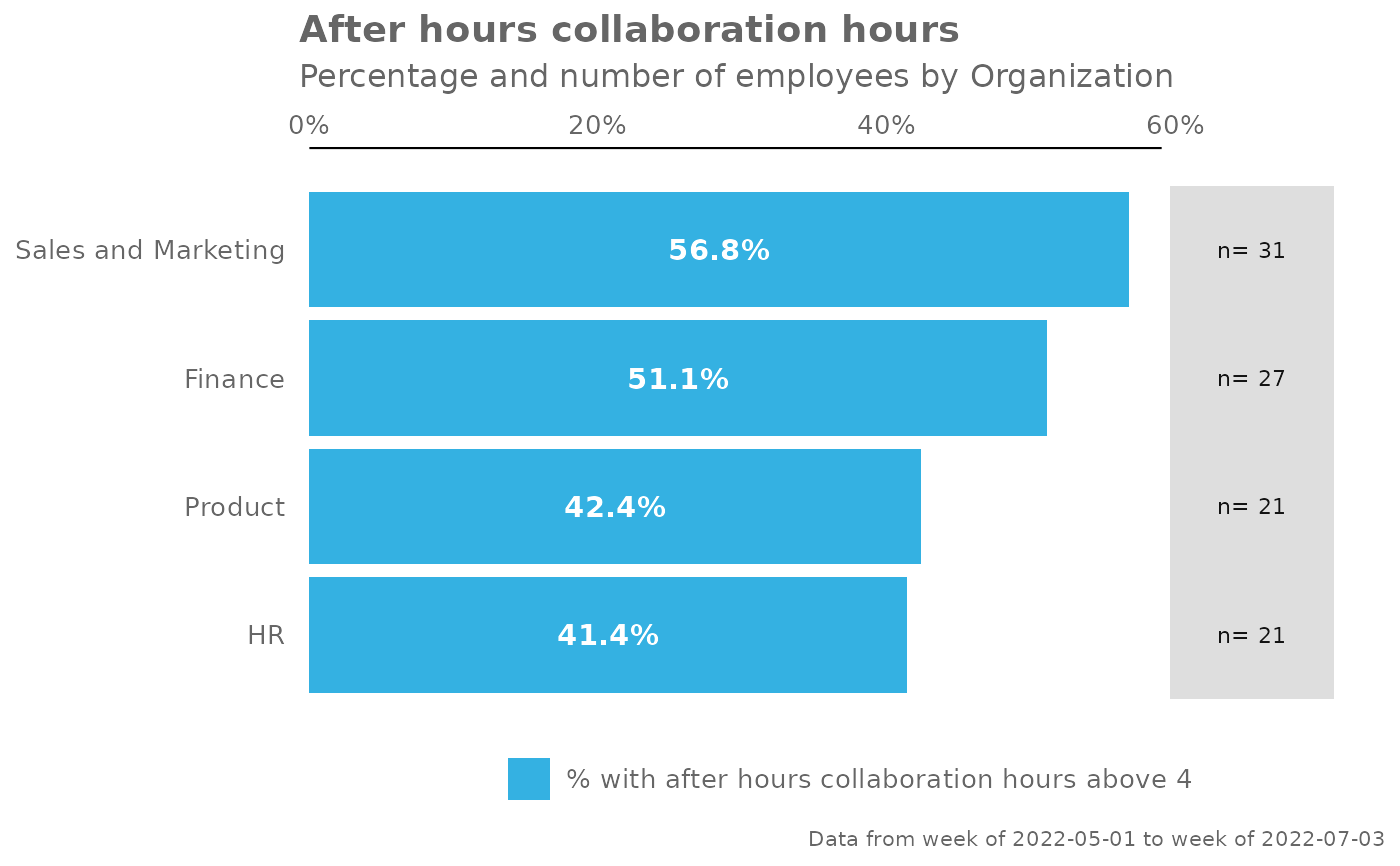 After hours collaboration hours
Percentage and number of employees by Organization
0% 20% 40% 60%
Sales and Marketing 56.8% n= 31
Finance 51.1% n= 27
Product 42.4% n= 21
HR 41.4% n= 21
% with after hours collaboration hours above 4
Data from week of 2022-05-01 to week of 2022-07-03